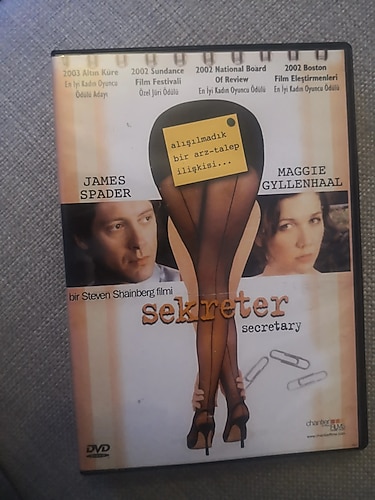 2003 Altın Küre
En İyi Kadın Oyuncu
Ödülü Adayı
2002 Sundance
Film Festivali
Özel Jüri Ödülü
2002 National Board
Of Review
En İyi Kadın Oyuncu Ödülü
2002 Boston
Film Eleştirmenleri
En İyi Kadın Oyuncu Ödülü
alışılmadık
bir arz-talep
ilişkisi...
JAMES
SPADER
MAGGIE
GYLLENHAAL
bir Steven Shainberg filmi
sekreter
secretary
DVD